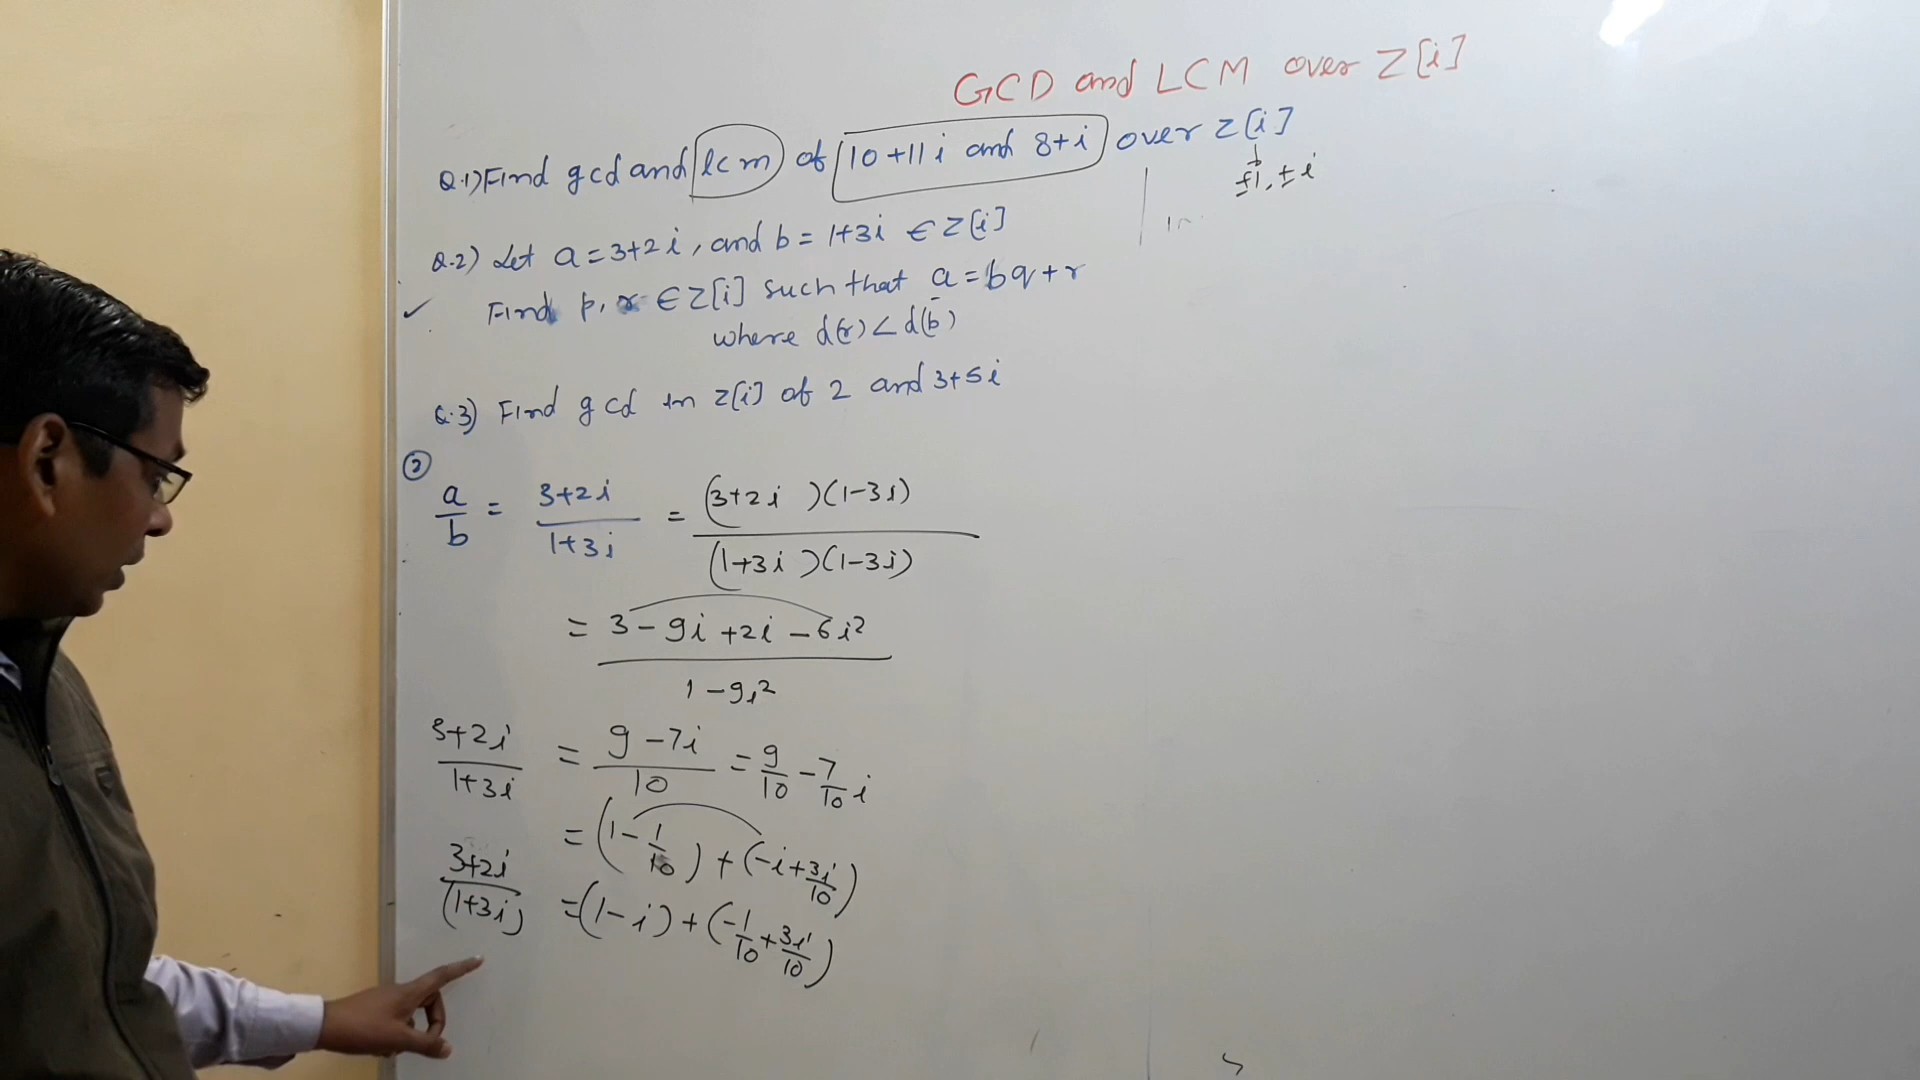 GCD and LCM over Z[i]
Q.1) Find gcd and lcm of 10+11i and 8+i over Z[i]
±1, ±i
Q.2) Let a=3+2i, and b=1+3i ∈ Z[i]
✓ Find p, r ∈ Z[i] such that a=bq+r
where d(r)<d(b)
Q.3) Find gcd in Z[i] of 2 and 3+5i
②
a/b = 3+2i/1+3i = (3+2i)(1-3i)/(1+3i)(1-3i)
= 3-9i+2i-6i²/1-9i²
3+2i/1+3i = 9-7i/10 = 9/10 - 7/10 i
= (1-1/10) + (-i+3i/10)
3+2i/(1+3i) = (1-i) + (-1/10+3i/10)